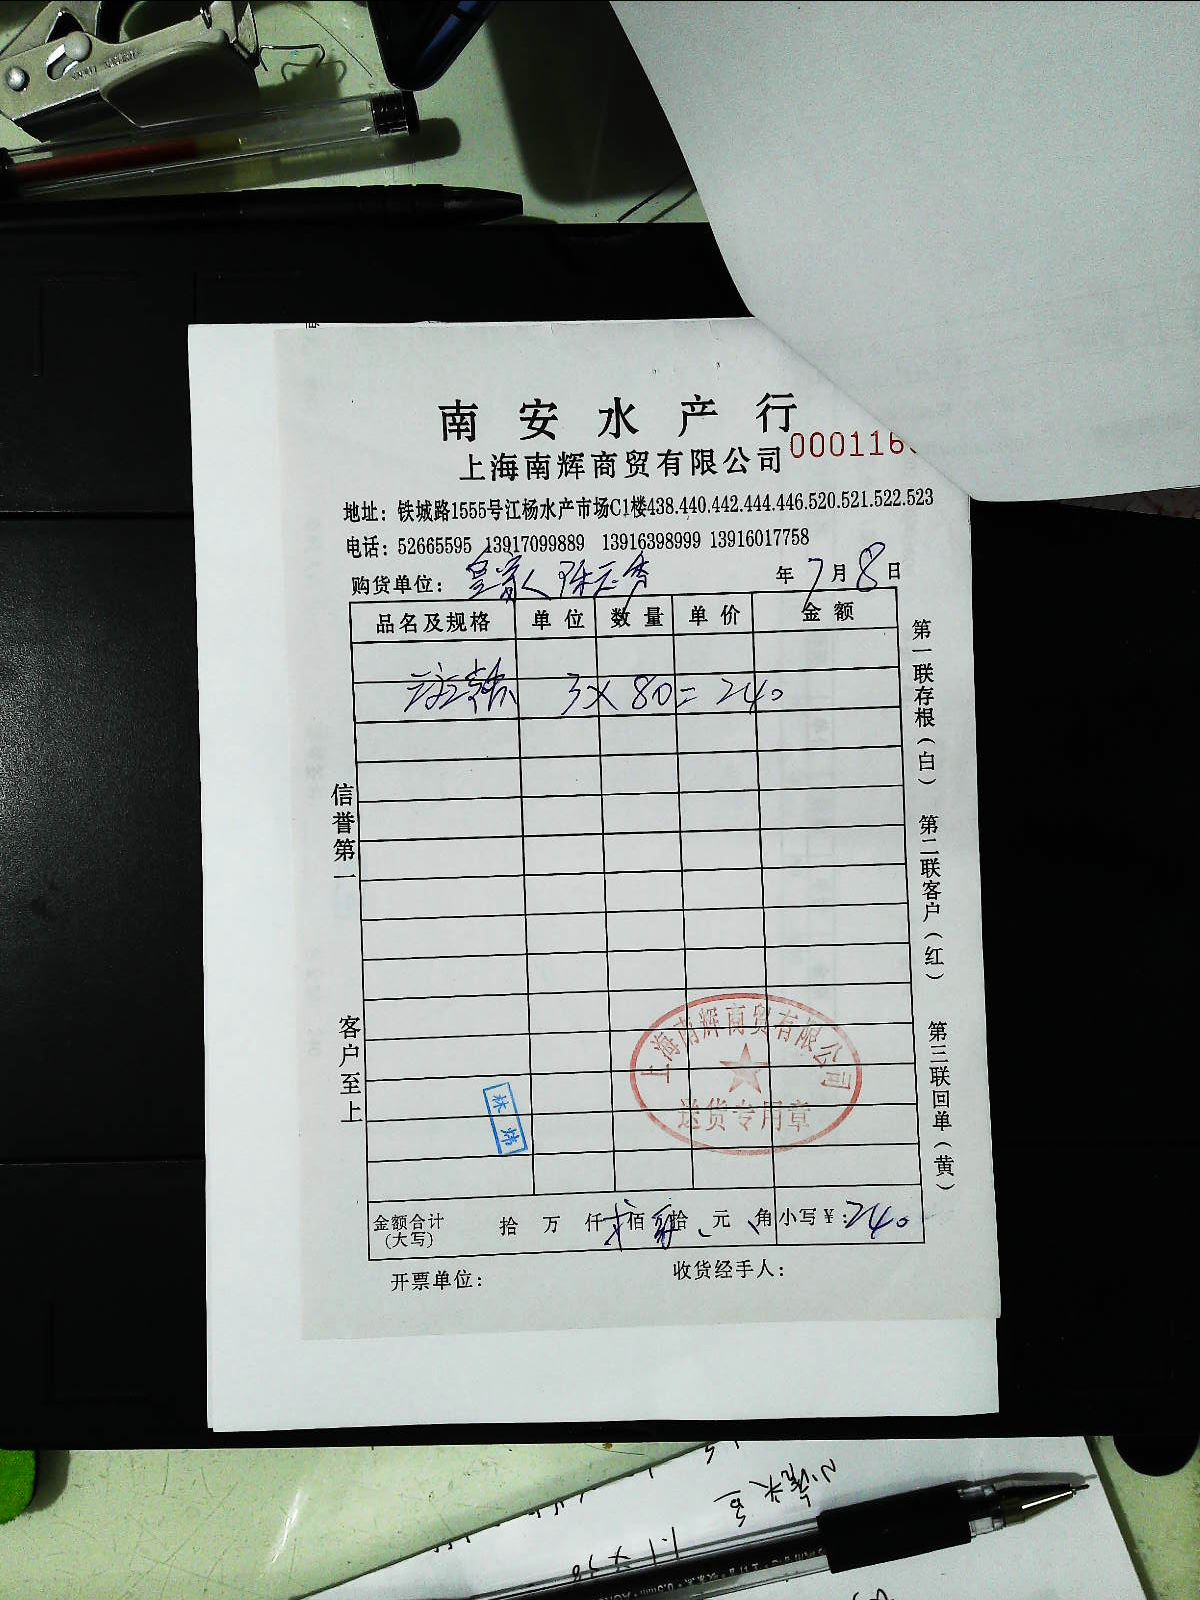 南安水产行
上海南辉商贸有限公司 000116
地址：铁城路1555号江杨水产市场C1楼438.440.442.444.446.520.521.522.523
电话：52665595 13917099889 13916398999 13916017758
购货单位： 年 7 月 8 日
品名及规格 单位 数量 单价 金额
3 X 80 = 240
信誉第一
客户至上
第一联存根（白）
第二联客户（红）
第三联回单（黄）
上海南辉商贸有限公司
送货专用章
金额合计（大写） 拾 万 仟 佰 拾 元 角 小写￥：240
开票单位： 收货经手人：